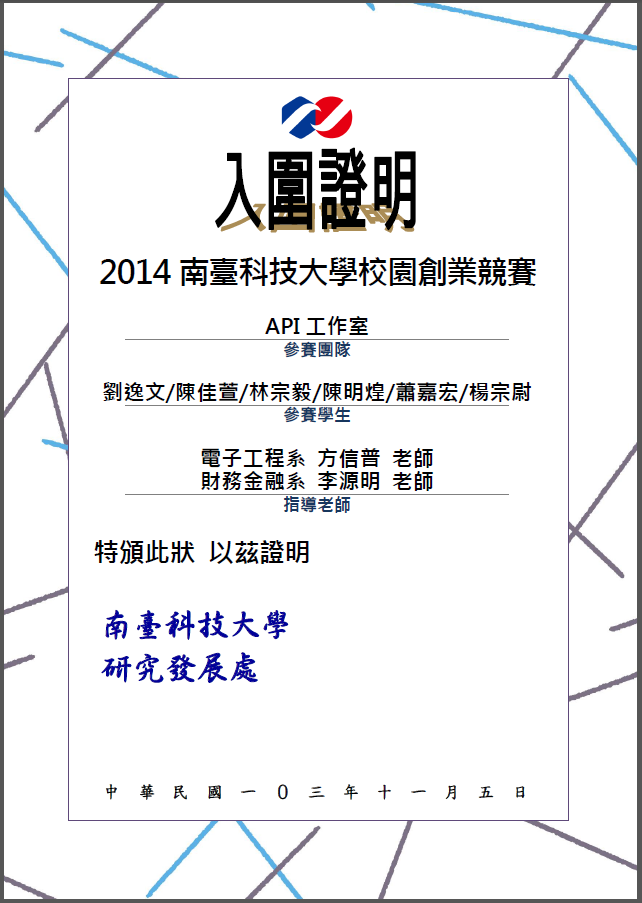 入圍證明
2014 南臺科技大學校園創業競賽
API 工作室
參賽團隊
劉逸文/陳佳萱/林宗毅/陳明煌/蕭嘉宏/楊宗尉
參賽學生
電子工程系 方信普 老師
財務金融系 李源明 老師
指導老師
特頒此狀 以茲證明
南臺科技大學
研究發展處
中華民國一〇三年十一月五日